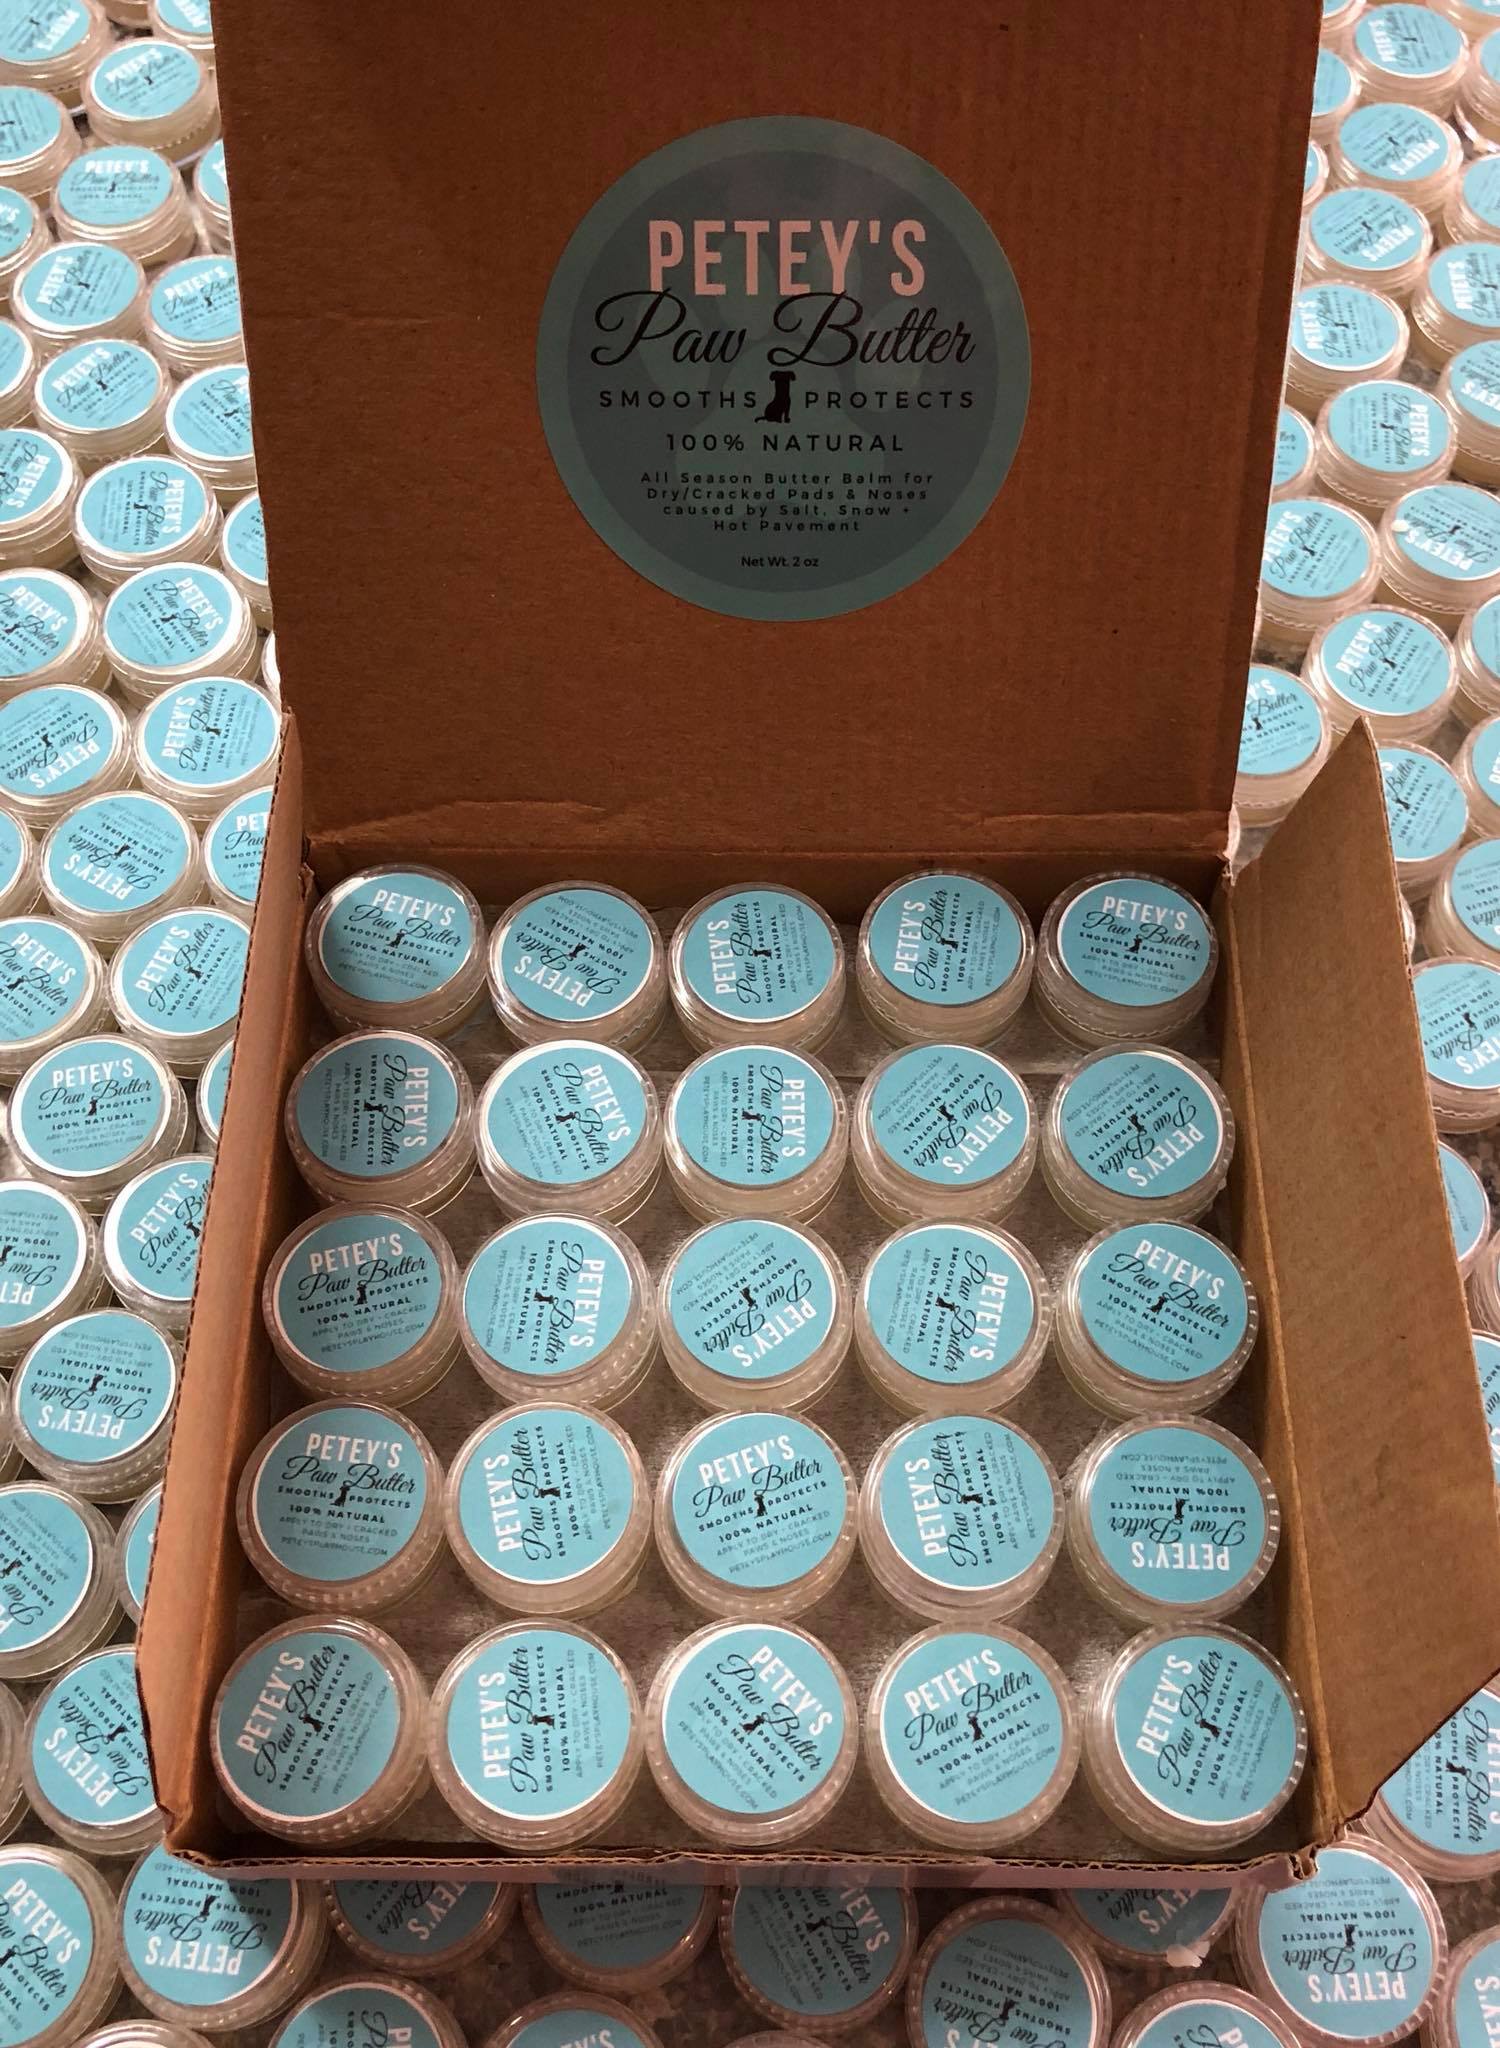 PETEY'S
Paw Butter
SMOOTHS PROTECTS
100% NATURAL
All Season Butter Balm for
Dry/Cracked Pads & Noses
caused by Salt, Snow +
Hot Pavement
Net Wt. 2 oz
PETEY'S
Paw Butter
SMOOTHS PROTECTS
100% NATURAL
APPLY TO DRY + CRACKED
PAWS & NOSES
PETEYSPLAYHOUSE.COM